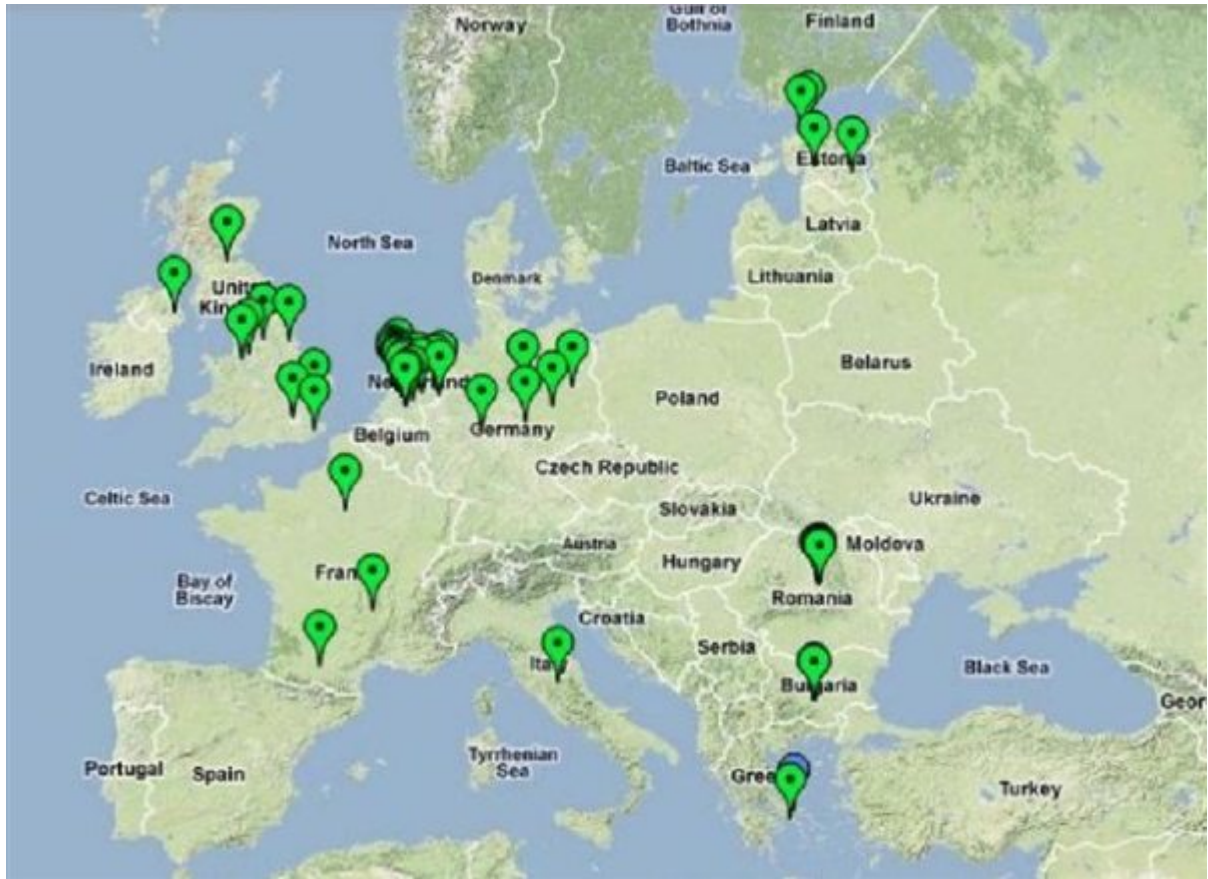 Gulf of
Bothnia
Norway
Finland
Baltic Sea
Estonia
Latvia
North Sea
Denmark
Lithuania
Ireland
Belarus
Poland
Belgium
Germany
Czech Republic
Celtic Sea
Ukraine
Slovakia
Austria
Moldova
Hungary
Bay of
Biscay
Romania
Croatia
Serbia
Black Sea
Bulgaria
Portugal
Spain
Tyrrhenian
Sea
Turkey